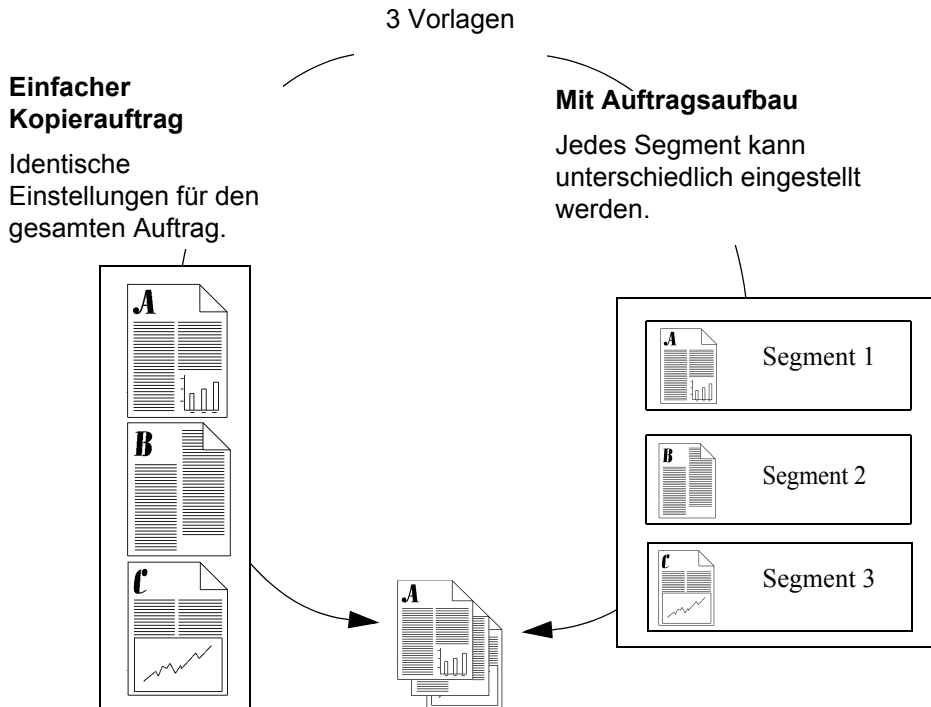 3 Vorlagen
Einfacher
Kopierauftrag
Identische
Einstellungen für den
gesamten Auftrag.
Mit Auftragsaufbau
Jedes Segment kann
unterschiedlich eingestellt
werden.
A
B
C
A
Segment 1
B
Segment 2
C
Segment 3
A